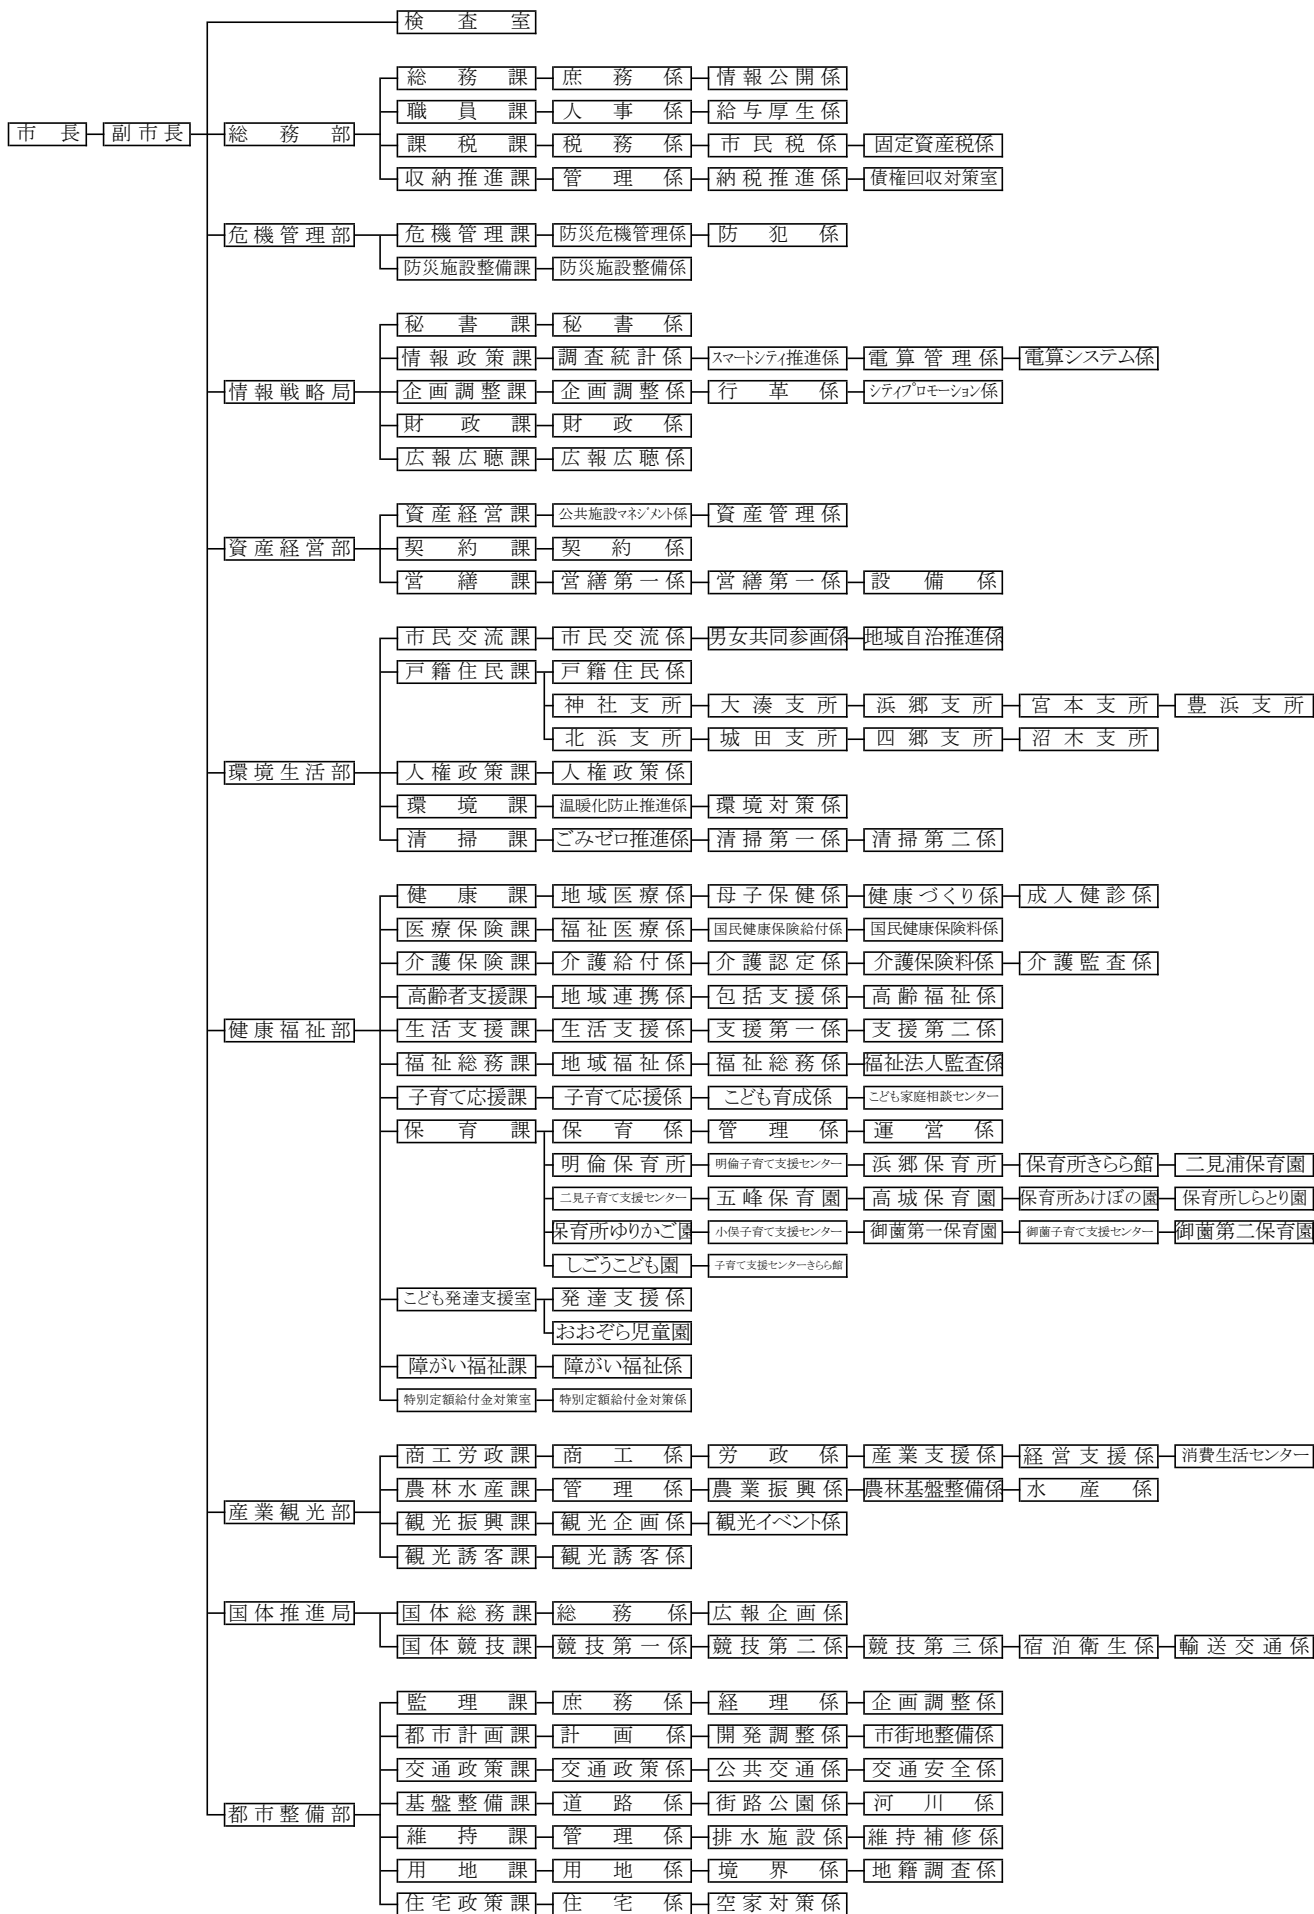 検査室
総務課 庶務係 情報公開係
職員課 人事係 給与厚生係
市長 副市長 総務部
課税課 税務係 市民税係 固定資産税係
収納推進課 管理係 納税推進係 債権回収対策室
危機管理部 危機管理課 防災危機管理係 防犯係
防災施設整備課 防災施設整備係
秘書課 秘書係
情報政策課 調査統計係 スマートシティ推進係 電算管理係 電算システム係
情報戦略局 企画調整課 企画調整係 行革係 シティプロモーション係
財政課 財政係
広報広聴課 広報広聴係
資産経営課 公共施設マネジメント係 資産管理係
資産経営部 契約課 契約係
営繕課 営繕第一係 営繕第一係 設備係
市民交流課 市民交流係 男女共同参画係 地域自治推進係
戸籍住民課 戸籍住民係
神社支所 大湊支所 浜郷支所 宮本支所 豊浜支所
北浜支所 城田支所 四郷支所 沼木支所
環境生活部 人権政策課 人権政策係
環境課 温暖化防止推進係 環境対策係
清掃課 ごみゼロ推進係 清掃第一係 清掃第二係
健康課 地域医療係 母子保健係 健康づくり係 成人健診係
医療保険課 福祉医療係 国民健康保険給付係 国民健康保険料係
介護保険課 介護給付係 介護認定係 介護保険料係 介護監査係
高齢者支援課 地域連携係 包括支援係 高齢福祉係
健康福祉部 生活支援課 生活支援係 支援第一係 支援第二係
福祉総務課 地域福祉係 福祉総務係 福祉法人監査係
子育て応援課 子育て応援係 こども育成係 こども家庭相談センター
保育課 保育係 管理係 運営係
明倫保育所 明倫子育て支援センター 浜郷保育所 保育所きらら館 二見浦保育園
二見子育て支援センター 五峰保育園 高城保育園 保育所あけぼの園 保育所しらとり園
保育所ゆりかご園 小俣子育て支援センター 御薗第一保育園 御薗子育て支援センター 御薗第二保育園
しごうこども園 子育て支援センターきらら館
こども発達支援室 発達支援係
おおぞら児童園
障がい福祉課 障がい福祉係
特別定額給付金対策室 特別定額給付金対策係
商工労政課 商工係 労政係 産業支援係 経営支援係 消費生活センター
農林水産課 管理係 農業振興係 農林基盤整備係 水産係
産業観光部
観光振興課 観光企画係 観光イベント係
観光誘客課 観光誘客係
国体推進局 国体総務課 総務係 広報企画係
国体競技課 競技第一係 競技第二係 競技第三係 宿泊衛生係 輸送交通係
監理課 庶務係 経理係 企画調整係
都市計画課 計画係 開発調整係 市街地整備係
交通政策課 交通政策係 公共交通係 交通安全係
基盤整備課 道路係 街路公園係 河川係
都市整備部
維持課 管理係 排水施設係 維持補修係
用地課 用地係 境界係 地籍調査係
住宅政策課 住宅係 空家対策係